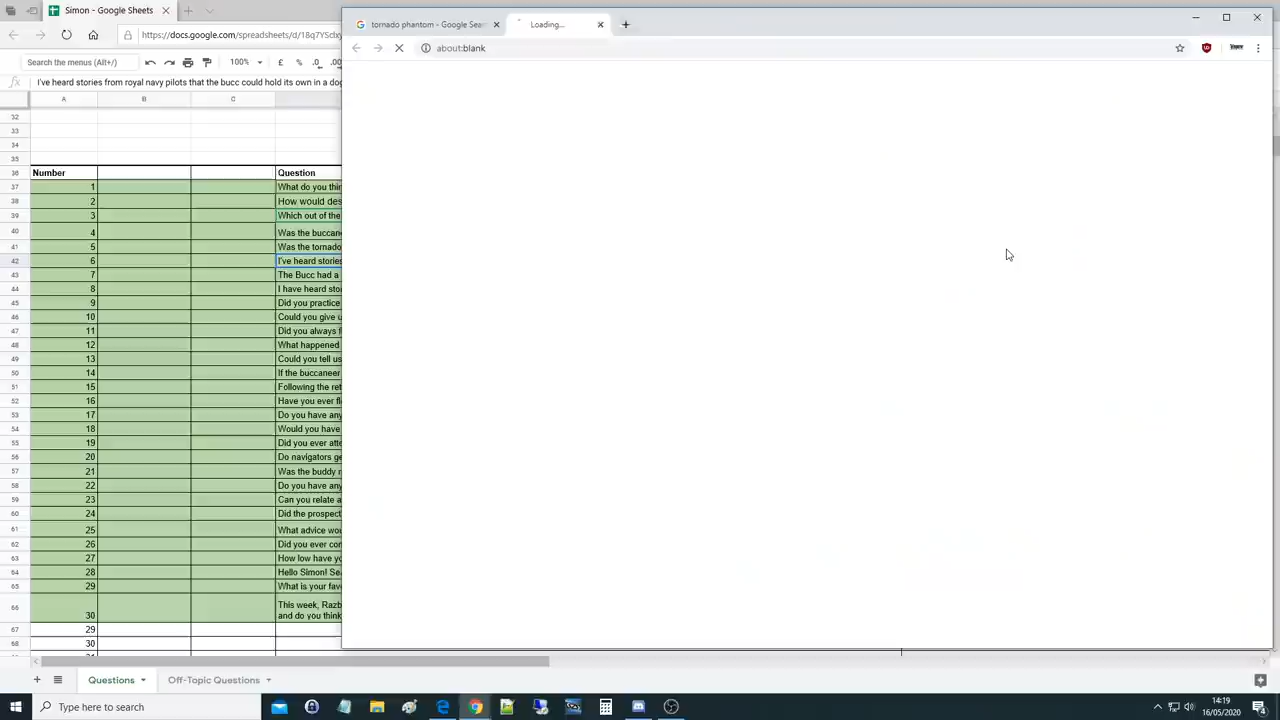 Simon - Google Sheets
tornado phantom - Google Sear
Loading...
https://docs.google.com/spreadsheets/d/18q7YSclx
about:blank
Search the menus (Alt+/)
100%
£ % .0 .00
fx I've heard stories from royal navy pilots that the bucc could hold its own in a dog
A B C
32
33
34
35
36 Number Question
37 1 What do you thin
38 2 How would des
39 3 Which out of the
40 4 Was the buccan
41 5 Was the tornado
42 6 I've heard stories
43 7 The Bucc had a
44 8 I have heard sto
45 9 Did you practice
46 10 Could you give u
47 11 Did you always f
48 12 What happened
49 13 Could you tell us
50 14 If the buccaneer
51 15 Following the ret
52 16 Have you ever fl
53 17 Do you have any
54 18 Would you have
55 19 Did you ever atte
56 20 Do navigators ge
57 21 Was the buddy r
58 22 Do you have any
59 23 Can you relate a
60 24 Did the prospect
61 25 What advice wou
62 26 Did you ever con
63 27 How low have yo
64 28 Hello Simon! Se
65 29 What is your fav
66 30 This week, Razb
and do you think
67 29
68 30
Questions Off-Topic Questions
Type here to search
14:19
16/05/2020